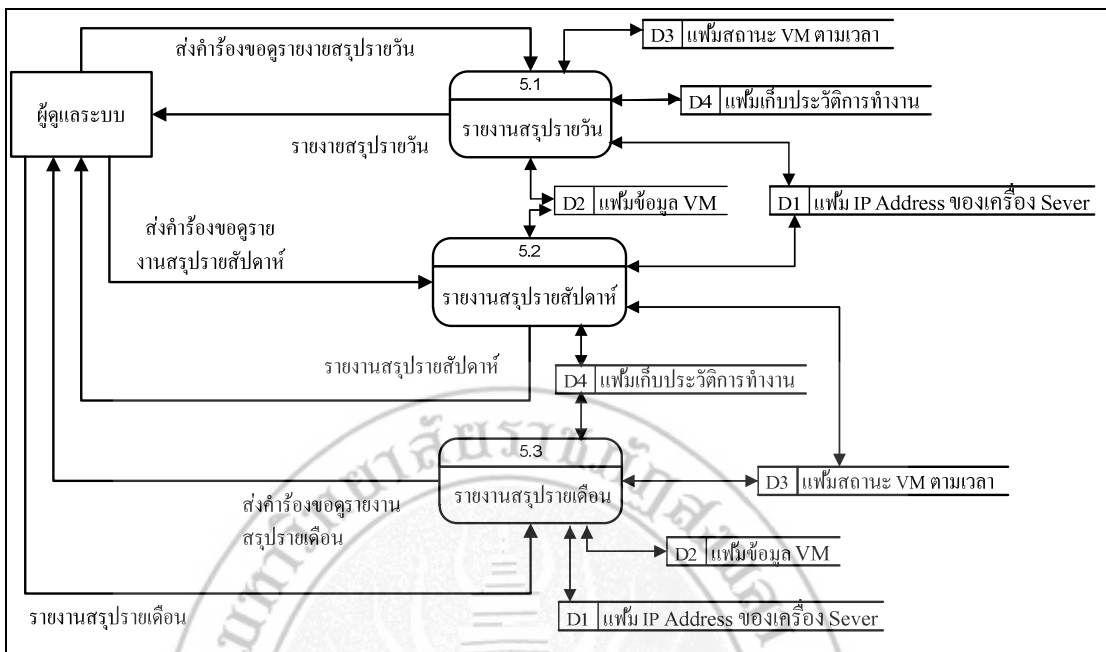 ส่งคำร้องขอดูรายงายสรุปรายวัน
D3 แฟ้มสถานะ VM ตามเวลา
5.1
D4 แฟ้มเก็บประวัติการทำงาน
ผู้ดูแลระบบ
รายงานสรุปรายวัน
รายงายสรุปรายวัน
D2 แฟ้มข้อมูล VM
D1 แฟ้ม IP Address ของเครื่อง Sever
ส่งคำร้องขอดูราย
งานสรุปรายสัปดาห์
5.2
รายงานสรุปรายสัปดาห์
รายงานสรุปรายสัปดาห์
D4 แฟ้มเก็บประวัติการทำงาน
5.3
รายงานสรุปรายเดือน
D3 แฟ้มสถานะ VM ตามเวลา
ส่งคำร้องขอดูรายงาน
สรุปรายเดือน
D2 แฟ้มข้อมูล VM
รายงานสรุปรายเดือน
D1 แฟ้ม IP Address ของเครื่อง Sever